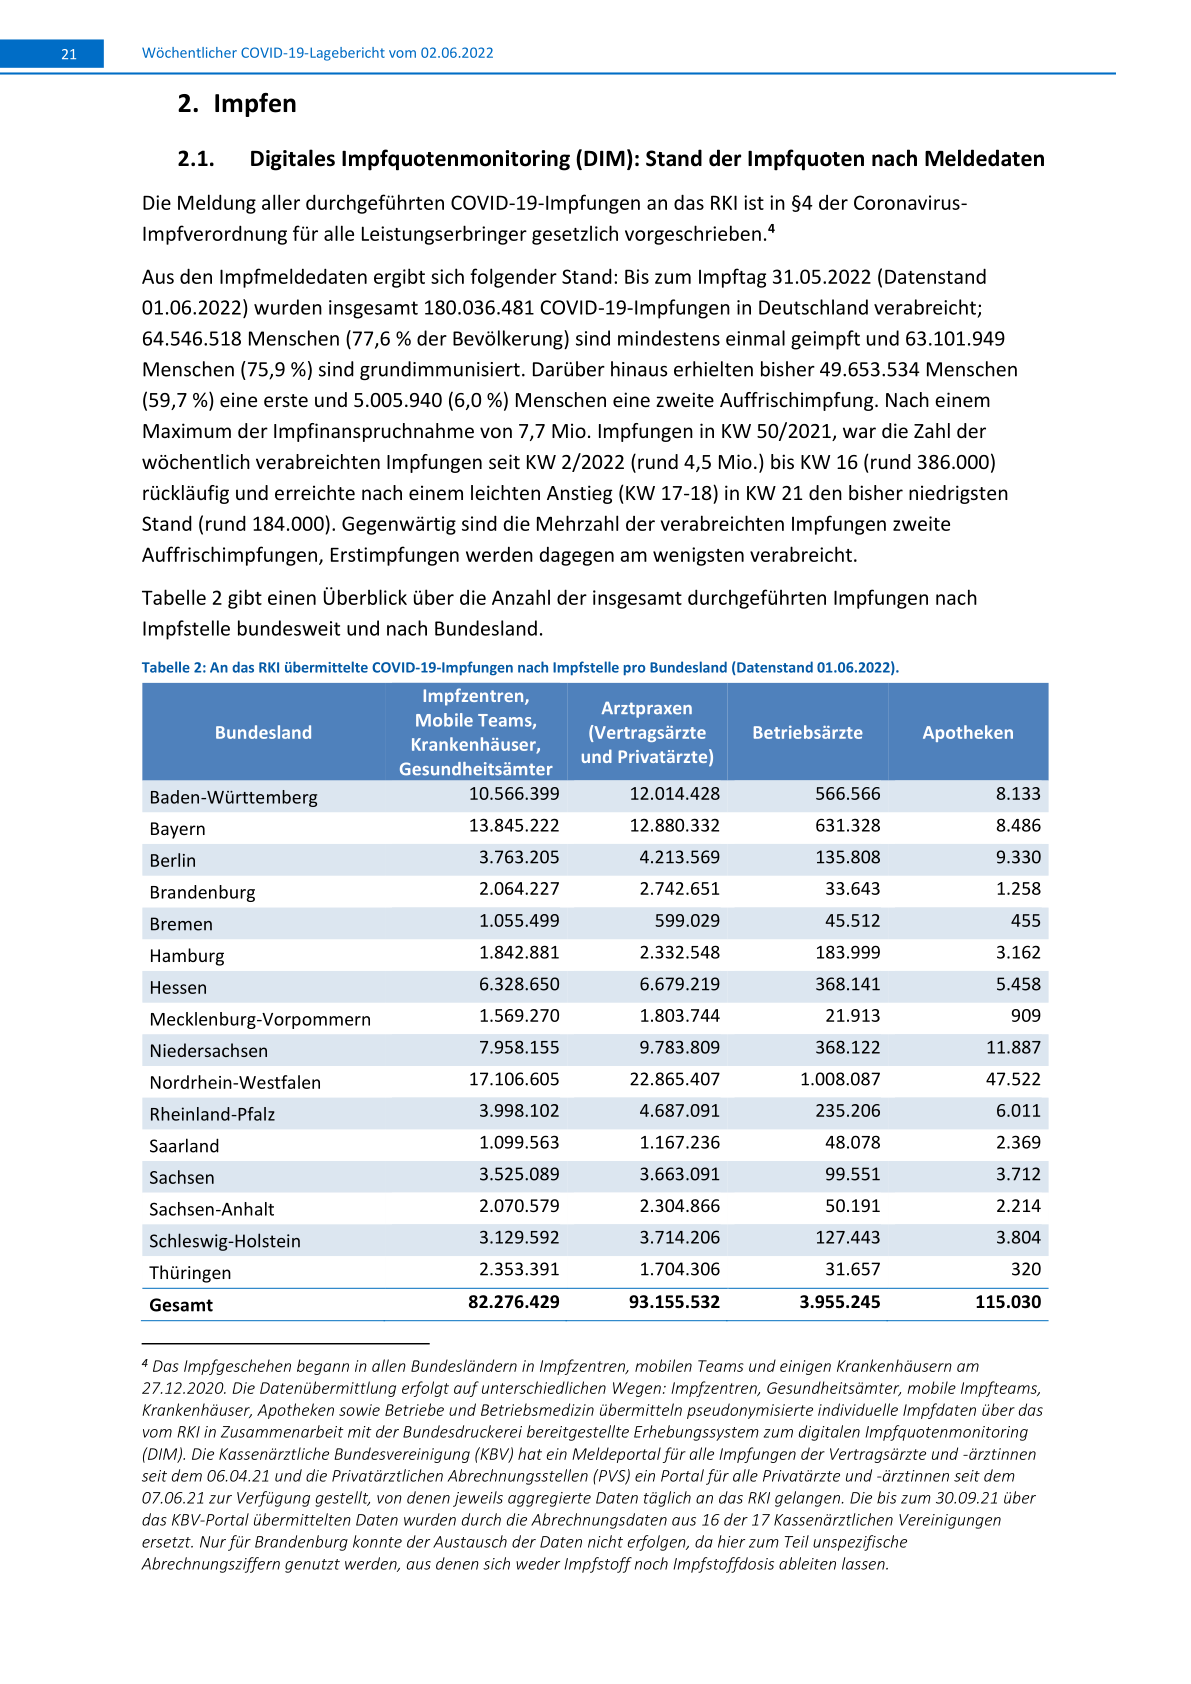 21
Wöchentlicher COVID-19-Lagebericht vom 02.06.2022
2. Impfen
2.1. Digitales Impfquotenmonitoring (DIM): Stand der Impfquoten nach Meldedaten
Die Meldung aller durchgeführten COVID-19-Impfungen an das RKI ist in §4 der Coronavirus-
Impfverordnung für alle Leistungserbringer gesetzlich vorgeschrieben.4
Aus den Impfmeldedaten ergibt sich folgender Stand: Bis zum Impftag 31.05.2022 (Datenstand
01.06.2022) wurden insgesamt 180.036.481 COVID-19-Impfungen in Deutschland verabreicht;
64.546.518 Menschen (77,6 % der Bevölkerung) sind mindestens einmal geimpft und 63.101.949
Menschen (75,9 %) sind grundimmunisiert. Darüber hinaus erhielten bisher 49.653.534 Menschen
(59,7 %) eine erste und 5.005.940 (6,0 %) Menschen eine zweite Auffrischimpfung. Nach einem
Maximum der Impfinanspruchnahme von 7,7 Mio. Impfungen in KW 50/2021, war die Zahl der
wöchentlich verabreichten Impfungen seit KW 2/2022 (rund 4,5 Mio.) bis KW 16 (rund 386.000)
rückläufig und erreichte nach einem leichten Anstieg (KW 17-18) in KW 21 den bisher niedrigsten
Stand (rund 184.000). Gegenwärtig sind die Mehrzahl der verabreichten Impfungen zweite
Auffrischimpfungen, Erstimpfungen werden dagegen am wenigsten verabreicht.
Tabelle 2 gibt einen Überblick über die Anzahl der insgesamt durchgeführten Impfungen nach
Impfstelle bundesweit und nach Bundesland.
Tabelle 2: An das RKI übermittelte COVID-19-Impfungen nach Impfstelle pro Bundesland (Datenstand 01.06.2022).
Bundesland
Impfzentren,
Mobile Teams,
Krankenhäuser,
Gesundheitsämter
Arztpraxen
(Vertragsärzte
und Privatärzte)
Betriebsärzte
Apotheken
Baden-Württemberg 10.566.399 12.014.428 566.566 8.133
Bayern 13.845.222 12.880.332 631.328 8.486
Berlin 3.763.205 4.213.569 135.808 9.330
Brandenburg 2.064.227 2.742.651 33.643 1.258
Bremen 1.055.499 599.029 45.512 455
Hamburg 1.842.881 2.332.548 183.999 3.162
Hessen 6.328.650 6.679.219 368.141 5.458
Mecklenburg-Vorpommern 1.569.270 1.803.744 21.913 909
Niedersachsen 7.958.155 9.783.809 368.122 11.887
Nordrhein-Westfalen 17.106.605 22.865.407 1.008.087 47.522
Rheinland-Pfalz 3.998.102 4.687.091 235.206 6.011
Saarland 1.099.563 1.167.236 48.078 2.369
Sachsen 3.525.089 3.663.091 99.551 3.712
Sachsen-Anhalt 2.070.579 2.304.866 50.191 2.214
Schleswig-Holstein 3.129.592 3.714.206 127.443 3.804
Thüringen 2.353.391 1.704.306 31.657 320
Gesamt 82.276.429 93.155.532 3.955.245 115.030
4 Das Impfgeschehen begann in allen Bundesländern in Impfzentren, mobilen Teams und einigen Krankenhäusern am
27.12.2020. Die Datenübermittlung erfolgt auf unterschiedlichen Wegen: Impfzentren, Gesundheitsämter, mobile Impfteams,
Krankenhäuser, Apotheken sowie Betriebe und Betriebsmedizin übermitteln pseudonymisierte individuelle Impfdaten über das
vom RKI in Zusammenarbeit mit der Bundesdruckerei bereitgestellte Erhebungssystem zum digitalen Impfquotenmonitoring
(DIM). Die Kassenärztliche Bundesvereinigung (KBV) hat ein Meldeportal für alle Impfungen der Vertragsärzte und -ärztinnen
seit dem 06.04.21 und die Privatärztlichen Abrechnungsstellen (PVS) ein Portal für alle Privatärzte und -ärztinnen seit dem
07.06.21 zur Verfügung gestellt, von denen jeweils aggregierte Daten täglich an das RKI gelangen. Die bis zum 30.09.21 über
das KBV-Portal übermittelten Daten wurden durch die Abrechnungsdaten aus 16 der 17 Kassenärztlichen Vereinigungen
ersetzt. Nur für Brandenburg konnte der Austausch der Daten nicht erfolgen, da hier zum Teil unspezifische
Abrechnungsziffern genutzt werden, aus denen sich weder Impfstoff noch Impfstoffdosis ableiten lassen.